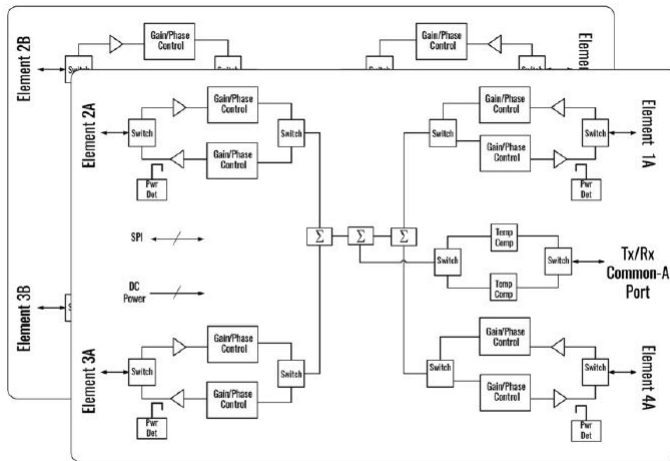 Element 2B
Switch
Gain/Phase
Control
Gain/Phase
Control
Element
Element 2A
Switch
Gain/Phase
Control
Gain/Phase
Control
Switch
Pwr
Det
Switch
Gain/Phase
Control
Gain/Phase
Control
Switch
Element 1A
Pwr
Det
SPI
DC
Power
Σ
Σ
Σ
Switch
Temp
Comp
Temp
Comp
Switch
Tx/Rx
Common-A
Port
Element 3B
Element 3A
Switch
Gain/Phase
Control
Gain/Phase
Control
Switch
Pwr
Det
Switch
Gain/Phase
Control
Gain/Phase
Control
Switch
Element 4A
Pwr
Det